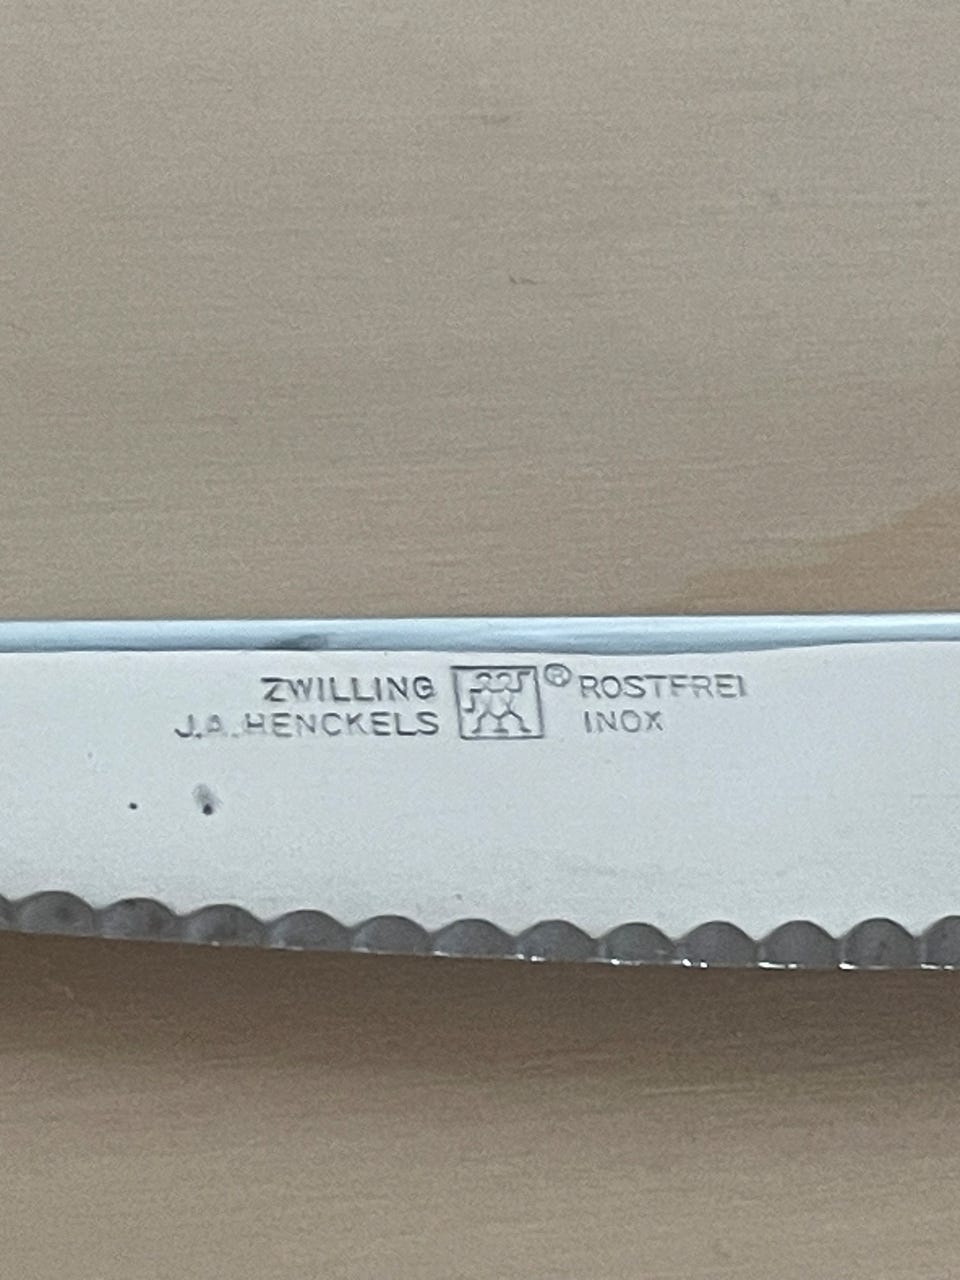 ZWILLING
J.A. HENCKELS
®
ROSTFREI
INOX